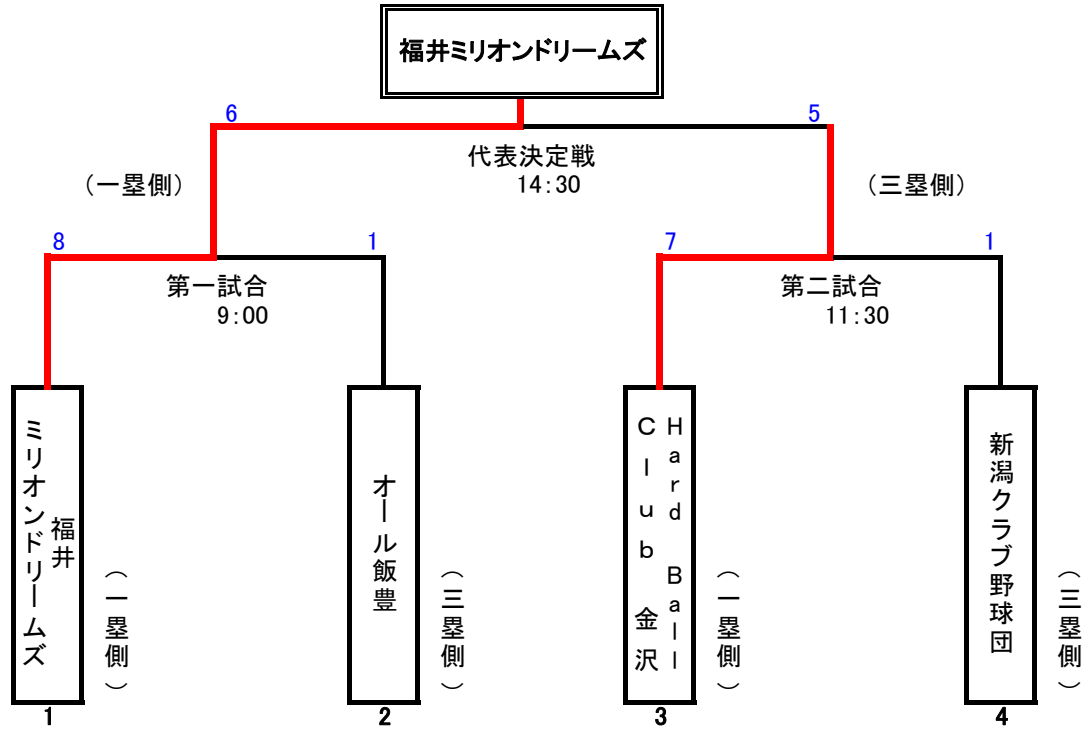 福井ミリオンドリームズ
6
5
代表決定戦
14:30
（一塁側）
（三塁側）
8
1
7
1
第一試合
9:00
第二試合
11:30
福井
ミリオンドリームズ
（一塁側）
オール飯豊
（三塁側）
Hard Ball
Club 金沢
（一塁側）
新潟クラブ野球団
（三塁側）
1
2
3
4